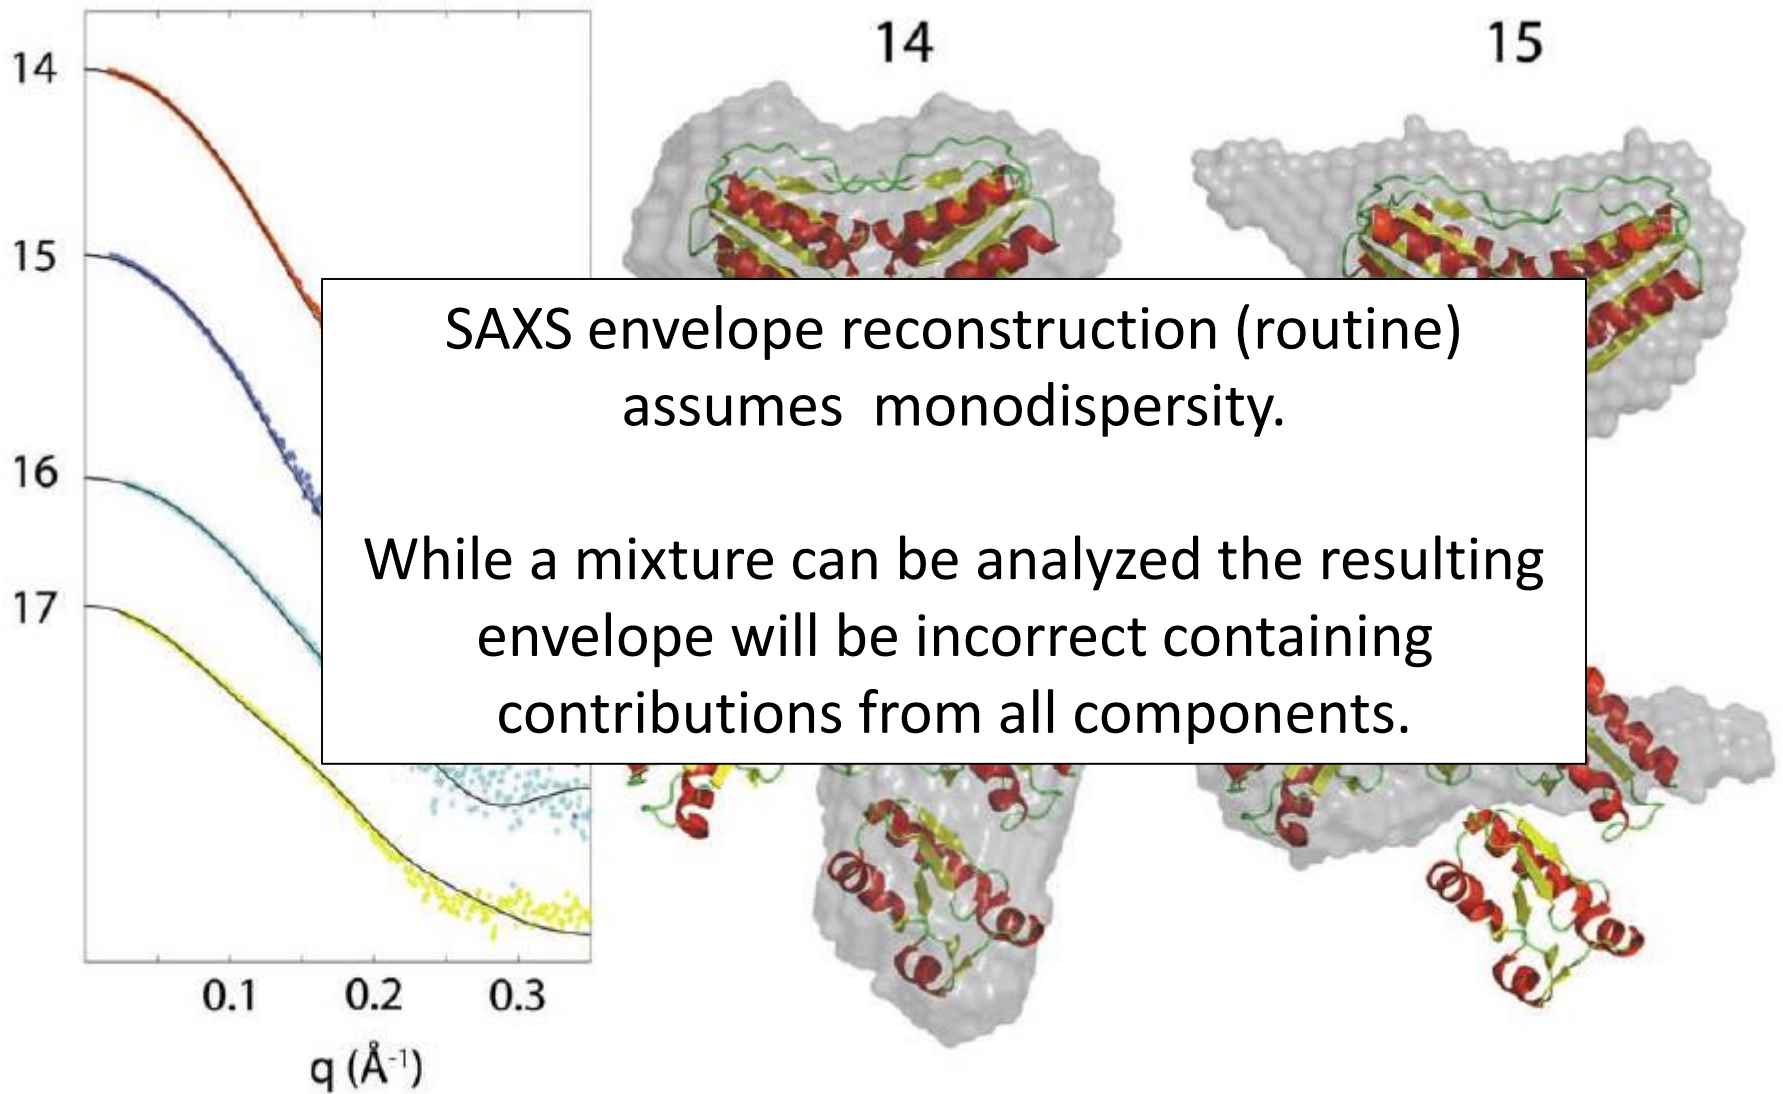 14
15
14
15
16
17
SAXS envelope reconstruction (routine)
assumes  monodispersity.
While a mixture can be analyzed the resulting
envelope will be incorrect containing
contributions from all components.
0.1 0.2 0.3
q (Å⁻¹)